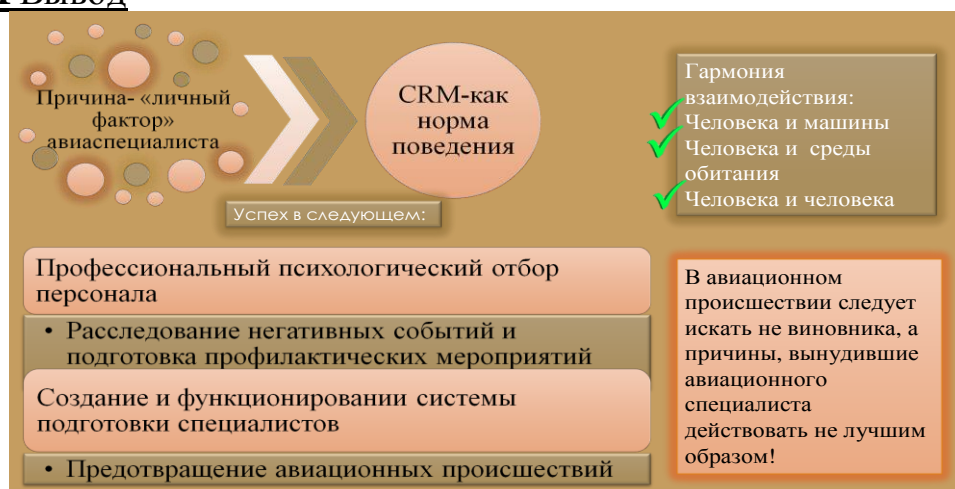 Вывод
Причина- «личный
фактор»
авиаспециалиста
CRM-как
норма
поведения
Гармония
взаимодействия:
Человека и машины
Человека и среды
обитания
Человека и человека
Успех в следующем:
Профессиональный психологический отбор
персонала
• Расследование негативных событий и
подготовка профилактических мероприятий
Создание и функционировании системы
подготовки специалистов
• Предотвращение авиационных происшествий
В авиационном
происшествии следует
искать не виновника, а
причины, вынудившие
авиационного
специалиста
действовать не лучшим
образом!